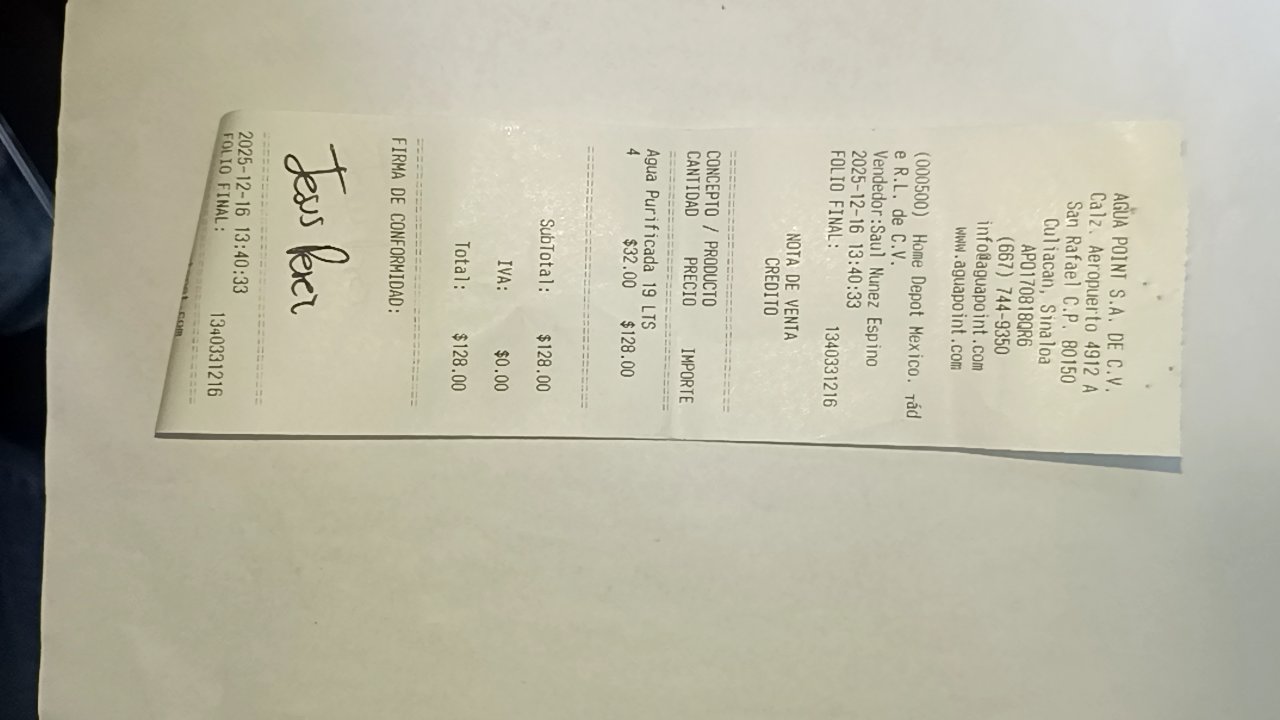 AGUA POINT S.A. DE C.V.
Calz. Aeropuerto 4912 A
San Rafael C.P. 80150
Culiacan, Sinaloa
APO170818QR6
(667) 744-9350
info@aguapoint.com
www.aguapoint.com
(000500) Home Depot Mexico. rád
e R.L. de C.V.
Vendedor:Saul Nunez Espino
2025-12-16 13:40:33
FOLIO FINAL: 1340331216
NOTA DE VENTA
CREDITO
CONCEPTO / PRODUCTO
CANTIDAD PRECIO IMPORTE
Agua Purificada 19 LTS
4 $32.00 $128.00
SubTotal: $128.00
IVA: $0.00
Total: $128.00
FIRMA DE CONFORMIDAD:
Jesus Perez
2025-12-16 13:40:33
FOLIO FINAL: 1340331216